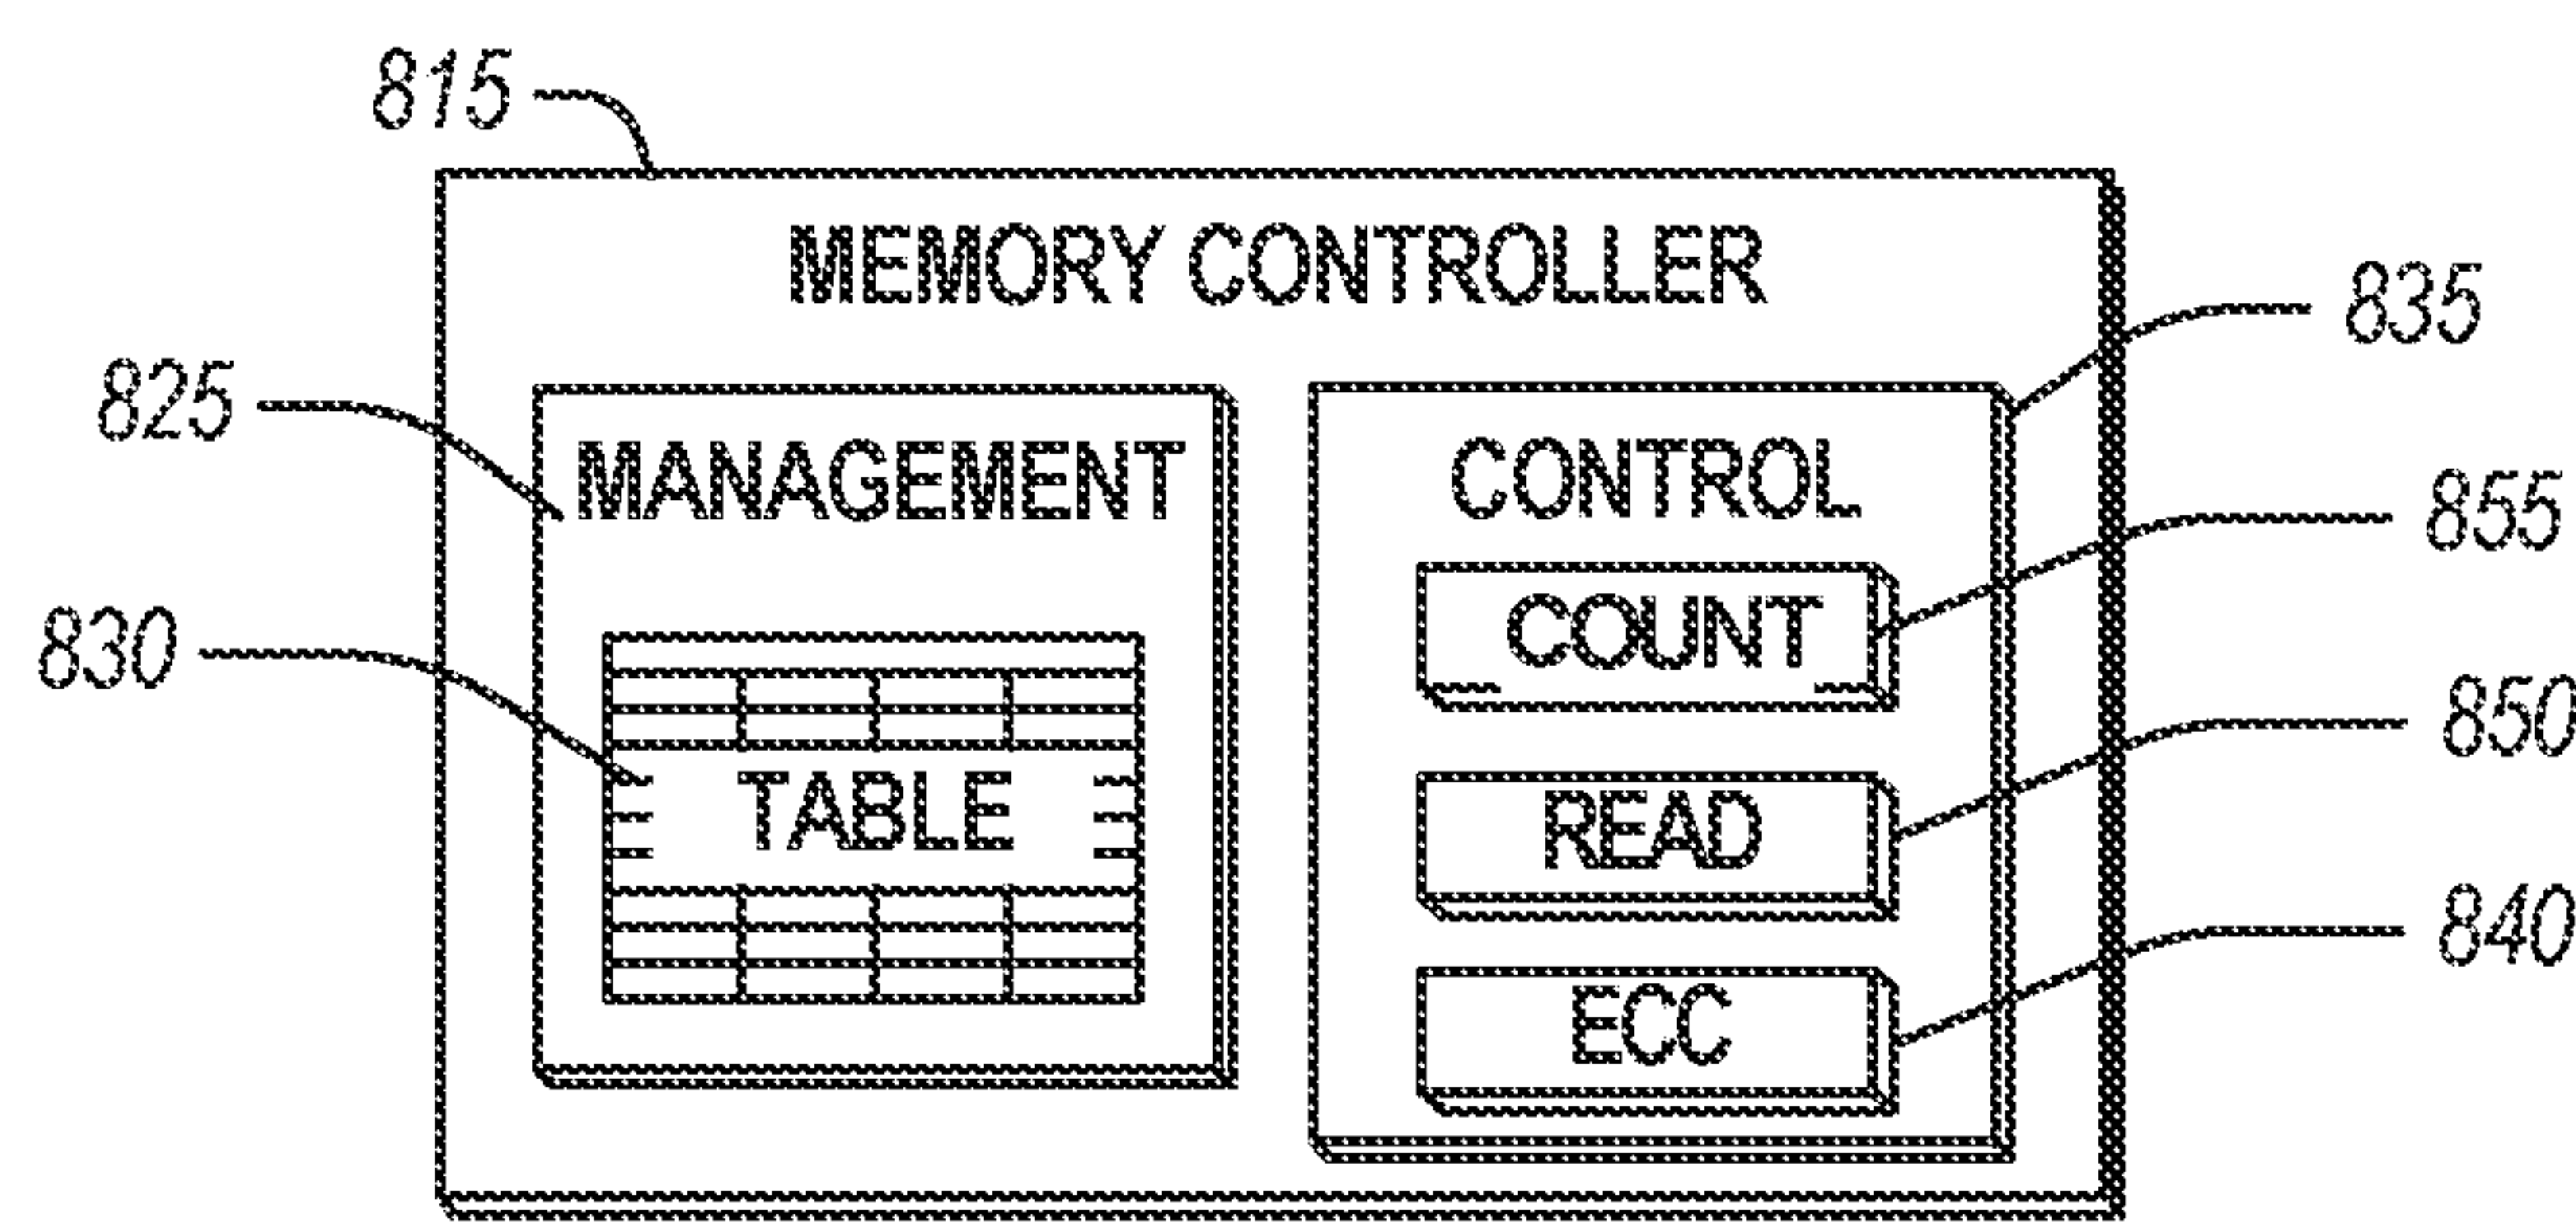 815
MEMORY CONTROLLER
835
825
MANAGEMENT
CONTROL
855
COUNT
830
TABLE
850
READ
840
ECC